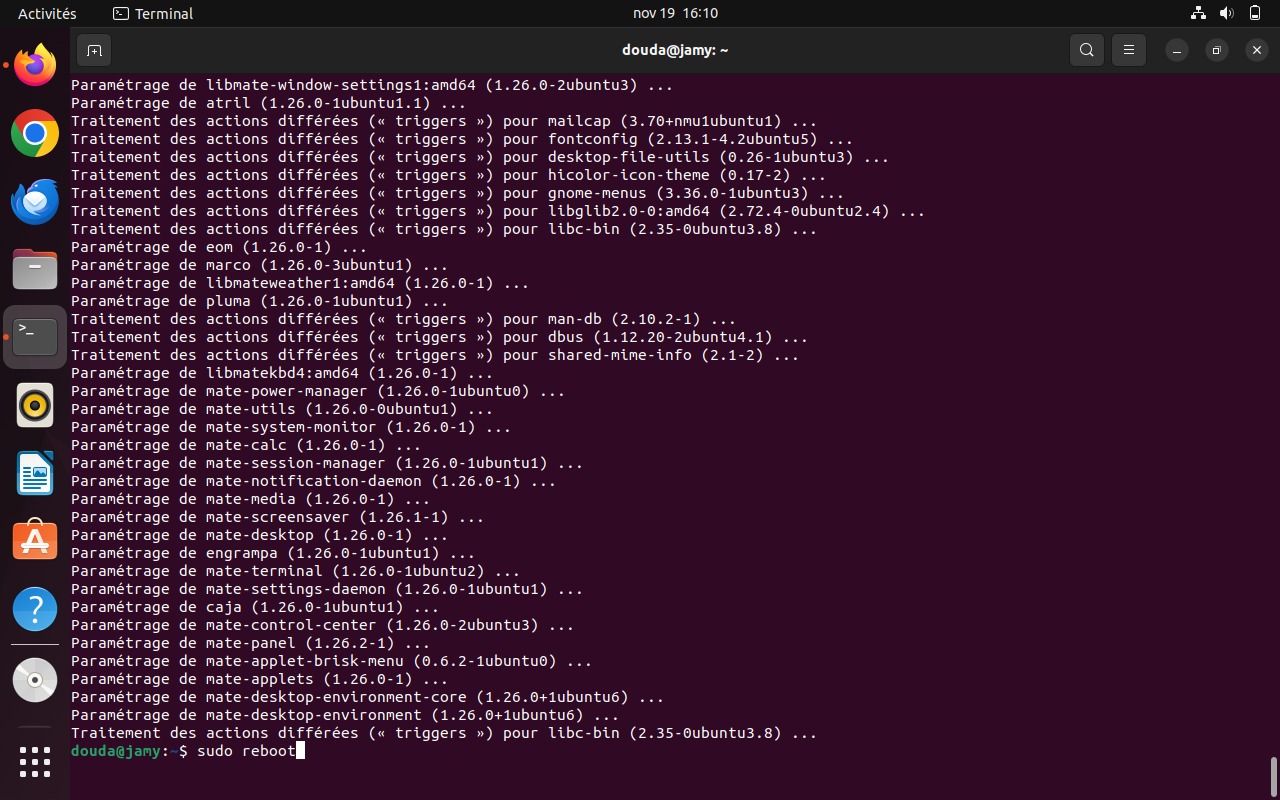 Activités
Terminal
nov 19 16:10
douda@jamy: ~
Paramétrage de libmate-window-settings1:amd64 (1.26.0-2ubuntu3) ...
Paramétrage de atril (1.26.0-1ubuntu1.1) ...
Traitement des actions différées (« triggers ») pour mailcap (3.70+nmu1ubuntu1) ...
Traitement des actions différées (« triggers ») pour fontconfig (2.13.1-4.2ubuntu5) ...
Traitement des actions différées (« triggers ») pour desktop-file-utils (0.26-1ubuntu3) ...
Traitement des actions différées (« triggers ») pour hicolor-icon-theme (0.17-2) ...
Traitement des actions différées (« triggers ») pour gnome-menus (3.36.0-1ubuntu3) ...
Traitement des actions différées (« triggers ») pour libglib2.0-0:amd64 (2.72.4-0ubuntu2.4) ...
Traitement des actions différées (« triggers ») pour libc-bin (2.35-0ubuntu3.8) ...
Paramétrage de eom (1.26.0-1) ...
Paramétrage de marco (1.26.0-3ubuntu1) ...
Paramétrage de libmateweather1:amd64 (1.26.0-1) ...
Paramétrage de pluma (1.26.0-1ubuntu1) ...
Traitement des actions différées (« triggers ») pour man-db (2.10.2-1) ...
Traitement des actions différées (« triggers ») pour dbus (1.12.20-2ubuntu4.1) ...
Traitement des actions différées (« triggers ») pour shared-mime-info (2.1-2) ...
Paramétrage de libmatekbd4:amd64 (1.26.0-1) ...
Paramétrage de mate-power-manager (1.26.0-1ubuntu0) ...
Paramétrage de mate-utils (1.26.0-0ubuntu1) ...
Paramétrage de mate-system-monitor (1.26.0-1) ...
Paramétrage de mate-calc (1.26.0-1) ...
Paramétrage de mate-session-manager (1.26.0-1ubuntu1) ...
Paramétrage de mate-notification-daemon (1.26.0-1) ...
Paramétrage de mate-media (1.26.0-1) ...
Paramétrage de mate-screensaver (1.26.1-1) ...
Paramétrage de mate-desktop (1.26.0-1) ...
Paramétrage de engrampa (1.26.0-1ubuntu1) ...
Paramétrage de mate-terminal (1.26.0-1ubuntu2) ...
Paramétrage de mate-settings-daemon (1.26.0-1ubuntu1) ...
Paramétrage de caja (1.26.0-1ubuntu1) ...
Paramétrage de mate-control-center (1.26.0-2ubuntu3) ...
Paramétrage de mate-panel (1.26.2-1) ...
Paramétrage de mate-applet-brisk-menu (0.6.2-1ubuntu0) ...
Paramétrage de mate-applets (1.26.0-1) ...
Paramétrage de mate-desktop-environment-core (1.26.0+1ubuntu6) ...
Paramétrage de mate-desktop-environment (1.26.0+1ubuntu6) ...
Traitement des actions différées (« triggers ») pour libc-bin (2.35-0ubuntu3.8) ...
douda@jamy:~$ sudo reboot